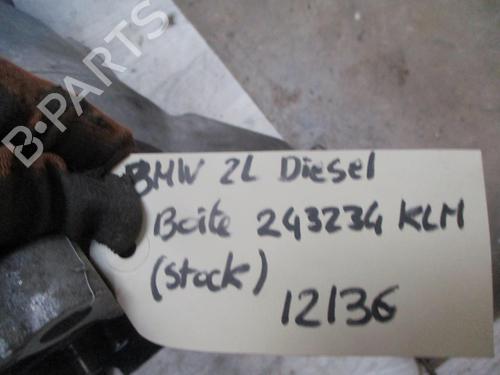 B-PARTS
BMW 2L Diesel
Boite 243234 KLM
(stock)
12136